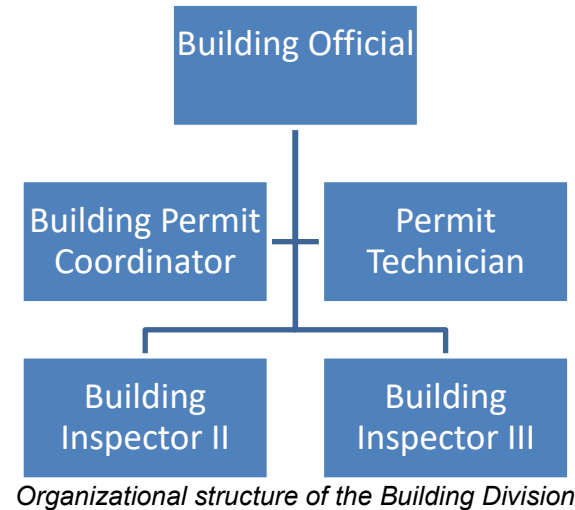 Building Official
Building Permit
Coordinator
Permit
Technician
Building
Inspector II
Building
Inspector III
Organizational structure of the Building Division